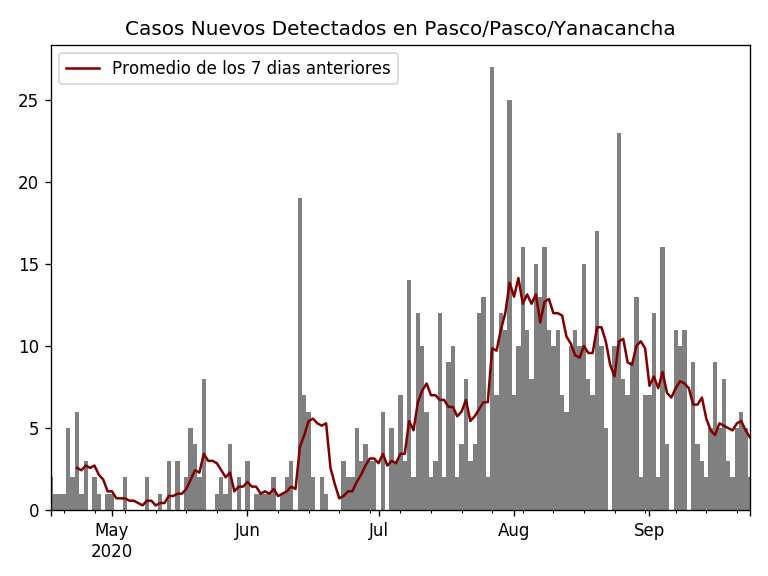 Casos Nuevos Detectados en Pasco/Pasco/Yanacancha
Promedio de los 7 dias anteriores
25
20
15
10
5
0
May Jun Jul Aug Sep
2020